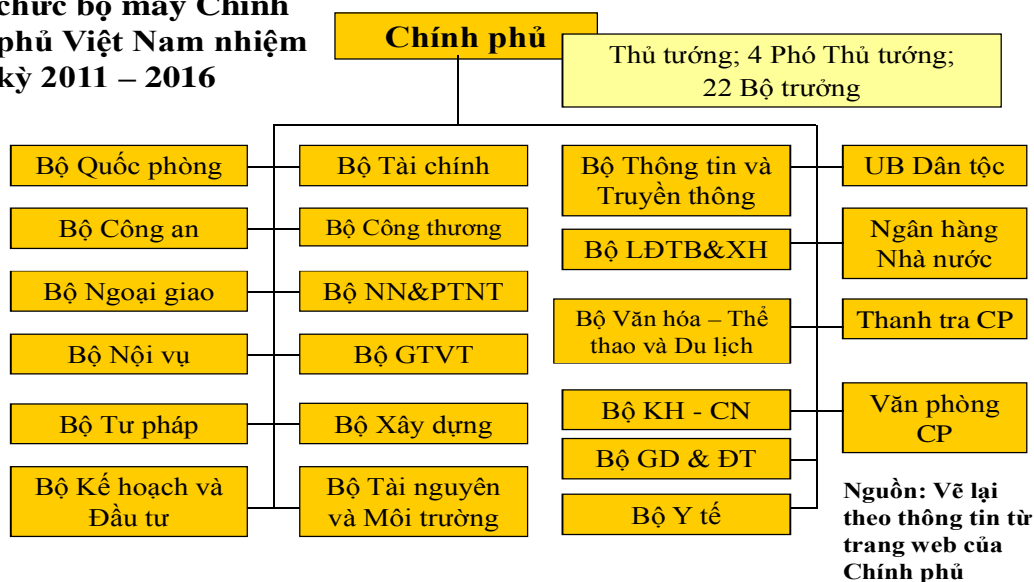 chức bộ máy Chính
phủ Việt Nam nhiệm
kỳ 2011 – 2016
Chính phủ
Thủ tướng; 4 Phó Thủ tướng;
22 Bộ trưởng
Bộ Quốc phòng
Bộ Tài chính
Bộ Công an
Bộ Công thương
Bộ Ngoại giao
Bộ NN&PTNT
Bộ Nội vụ
Bộ GTVT
Bộ Tư pháp
Bộ Xây dựng
Bộ Kế hoạch và
Đầu tư
Bộ Tài nguyên
và Môi trường
Bộ Thông tin và
Truyền thông
UB Dân tộc
Bộ LĐTB&XH
Ngân hàng
Nhà nước
Bộ Văn hóa – Thể
thao và Du lịch
Thanh tra CP
Bộ KH - CN
Văn phòng
CP
Bộ GD & ĐT
Bộ Y tế
Nguồn: Vẽ lại
theo thông tin từ
trang web của
Chính phủ